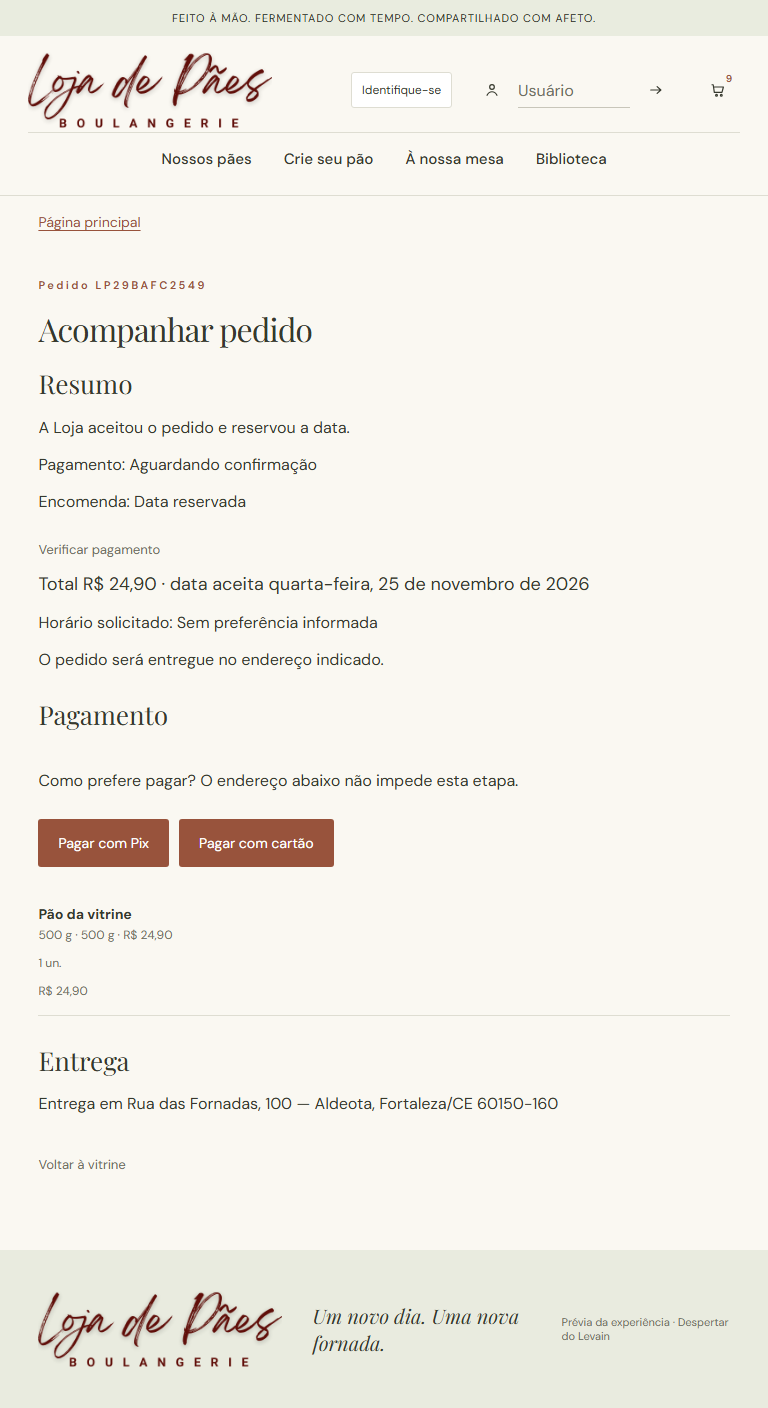 FEITO À MÃO. FERMENTADO COM TEMPO. COMPARTILHADO COM AFETO.
Loja de Pães
BOULANGERIE
Identifique-se
Usuário
9
Nossos pães
Crie seu pão
À nossa mesa
Biblioteca
Página principal
Pedido LP29BAFC2549
Acompanhar pedido
Resumo
A Loja aceitou o pedido e reservou a data.
Pagamento: Aguardando confirmação
Encomenda: Data reservada
Verificar pagamento
Total R$ 24,90 · data aceita quarta-feira, 25 de novembro de 2026
Horário solicitado: Sem preferência informada
O pedido será entregue no endereço indicado.
Pagamento
Como prefere pagar? O endereço abaixo não impede esta etapa.
Pagar com Pix
Pagar com cartão
Pão da vitrine
500 g · 500 g · R$ 24,90
1 un.
R$ 24,90
Entrega
Entrega em Rua das Fornadas, 100 — Aldeota, Fortaleza/CE 60150-160
Voltar à vitrine
Loja de Pães
BOULANGERIE
Um novo dia. Uma nova
fornada.
Prévia da experiência · Despertar
do Levain